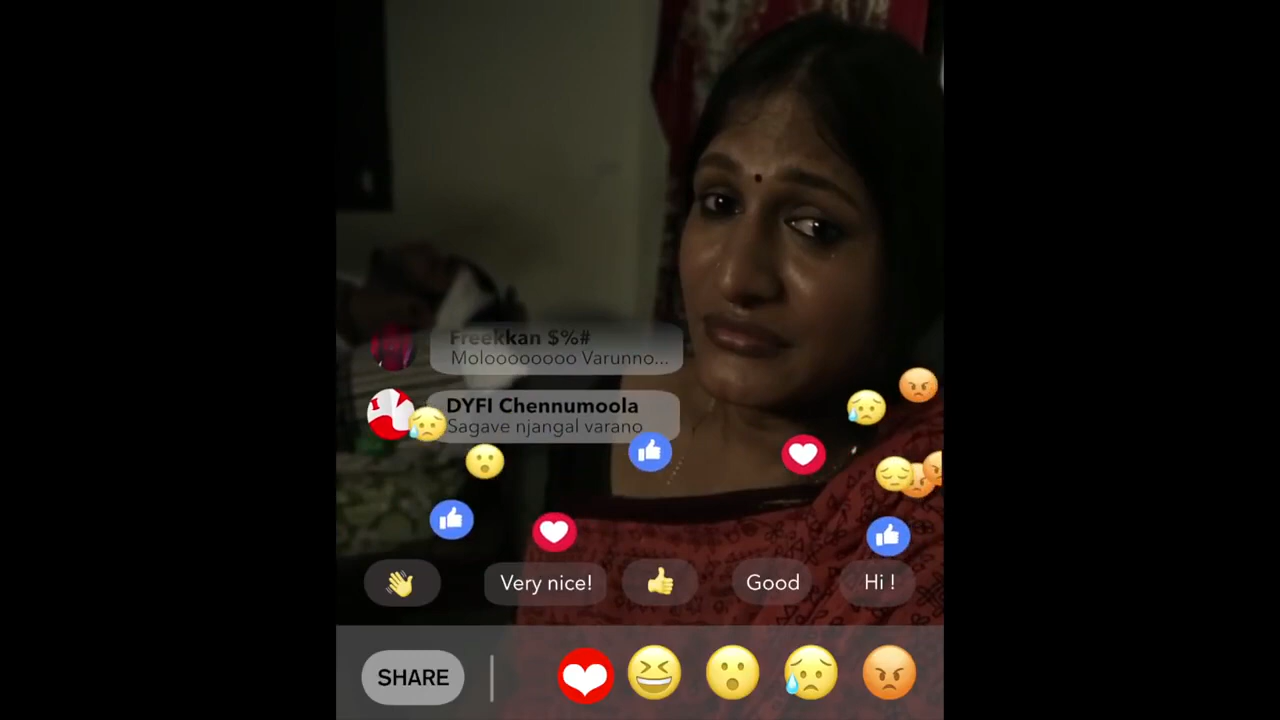 Freekkan $%#
Moloooooooo Varunno...
DYFI Chennumoola
Sagave njangal varano
Very nice!
Good
Hi !
SHARE